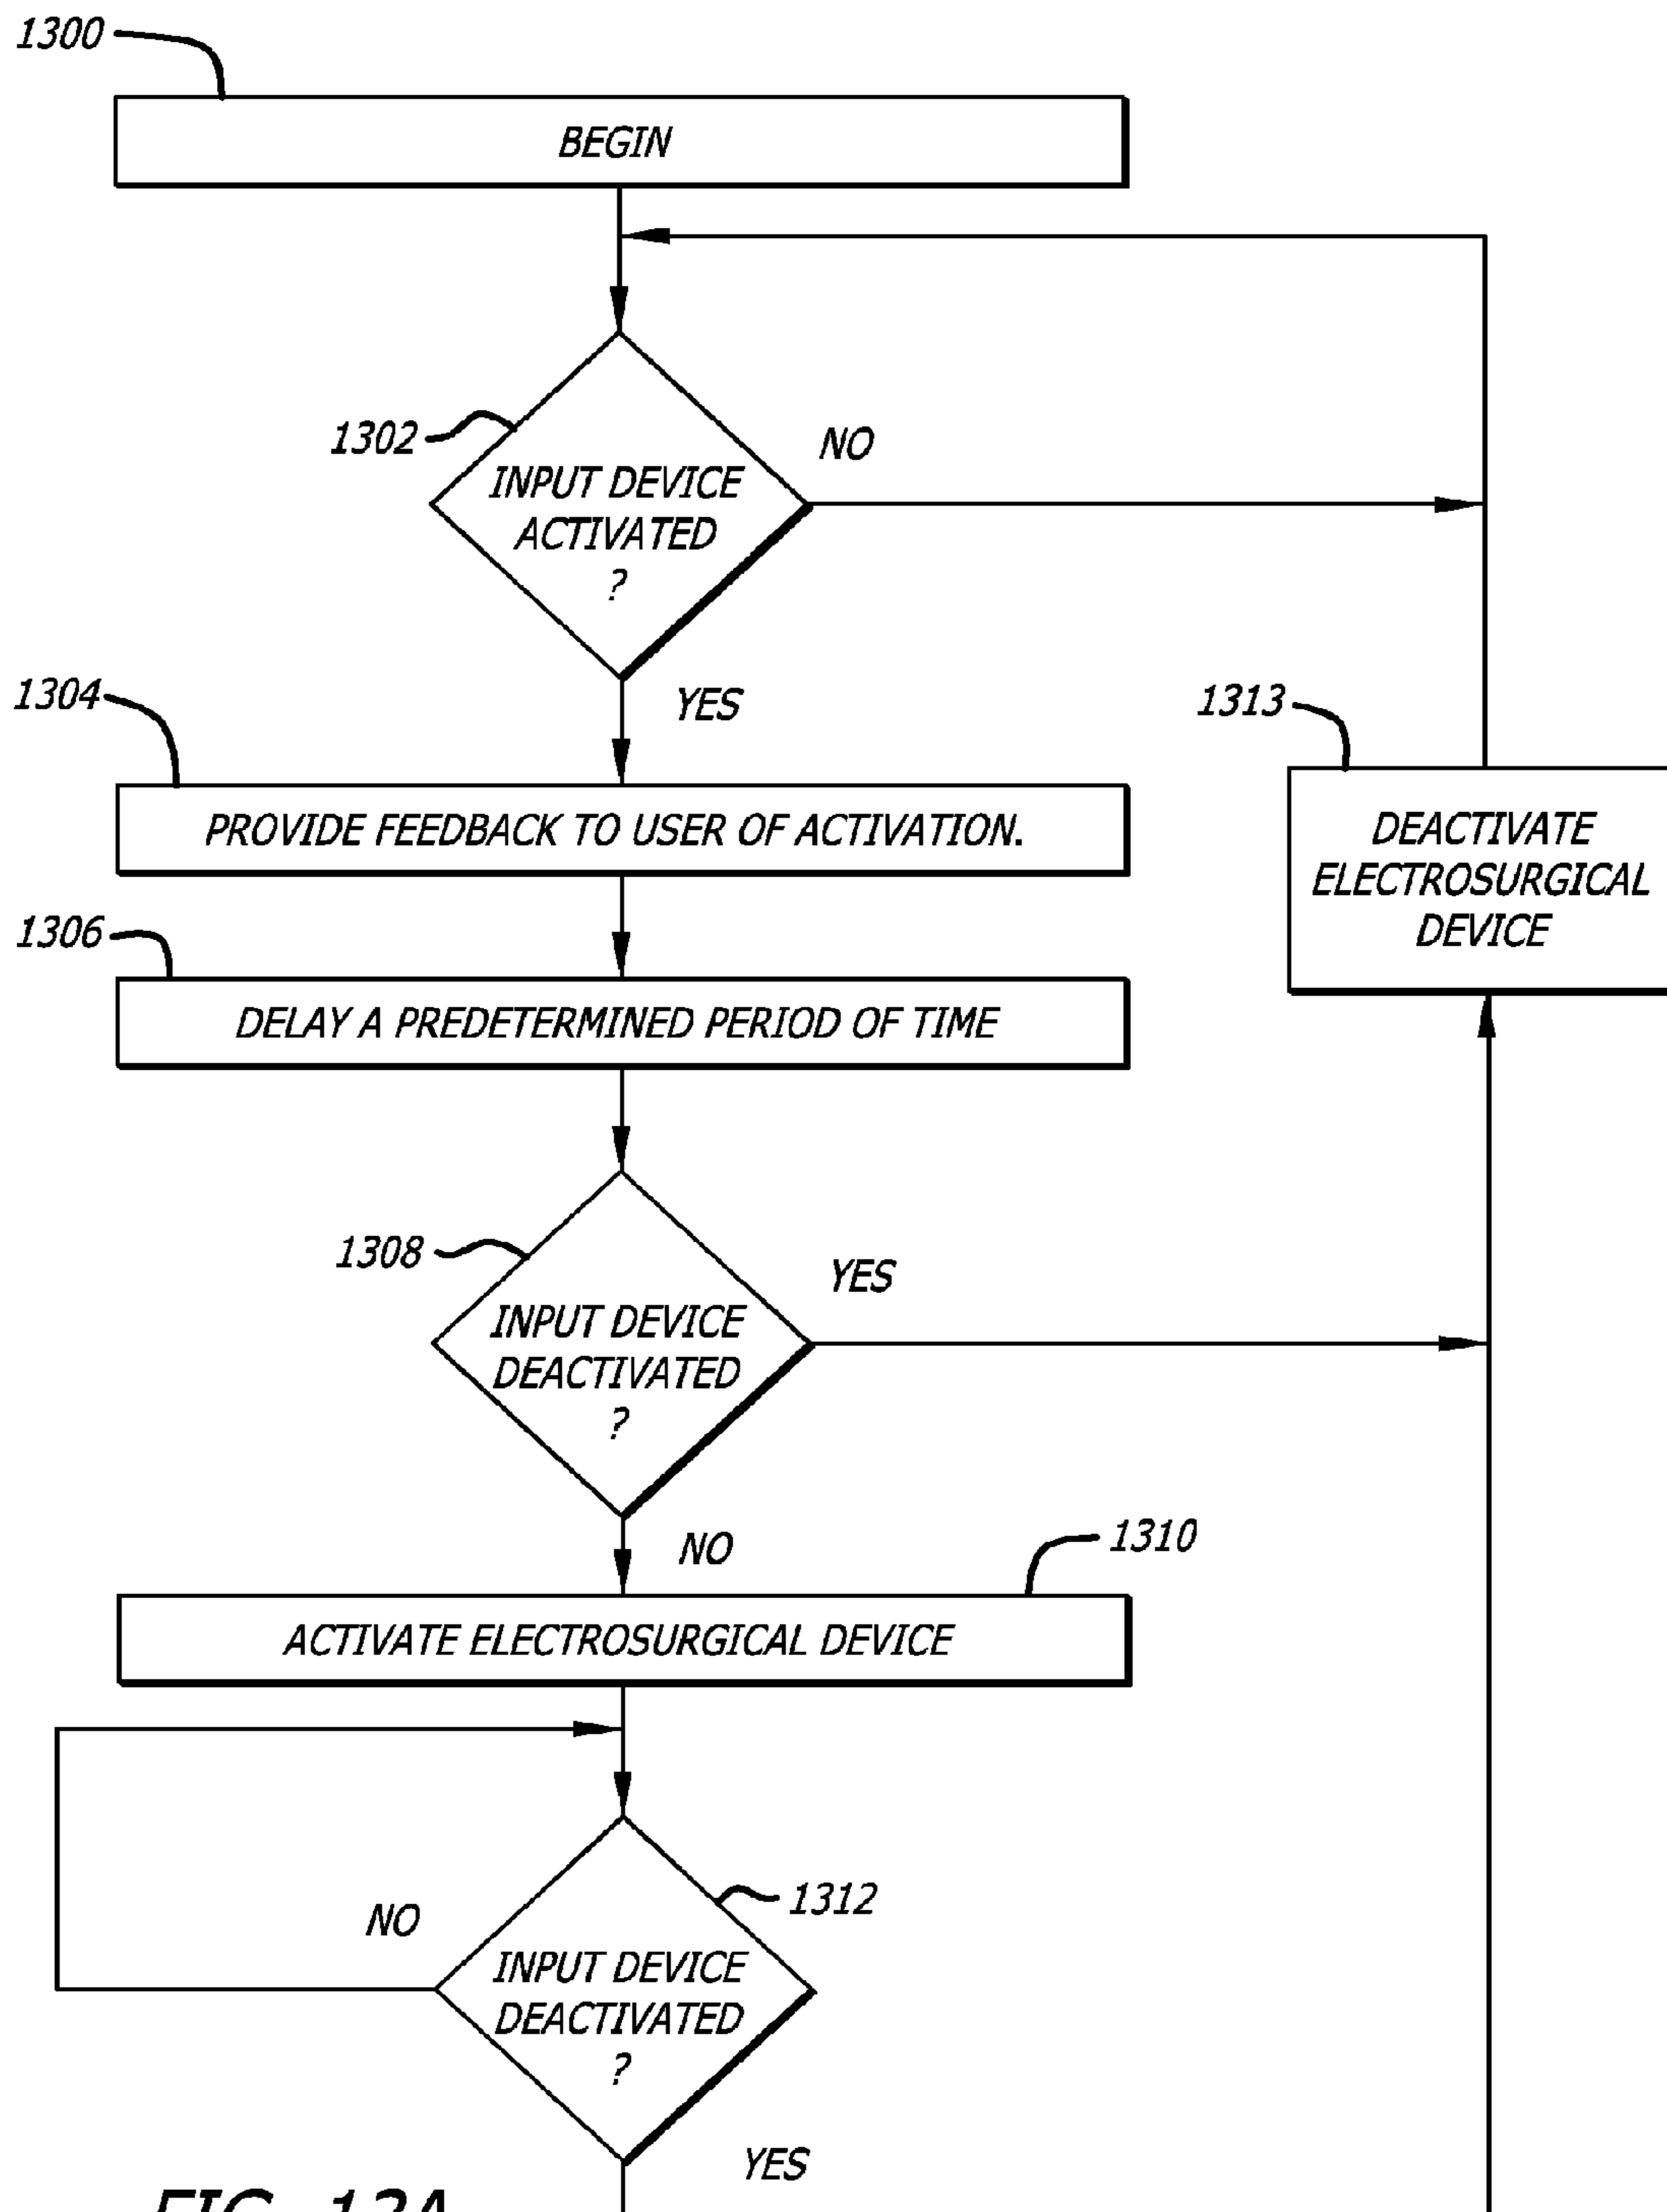 1300
BEGIN
1302
INPUT DEVICE
ACTIVATED
?
NO
YES
1304
PROVIDE FEEDBACK TO USER OF ACTIVATION.
1313
DEACTIVATE
ELECTROSURGICAL
DEVICE
1306
DELAY A PREDETERMINED PERIOD OF TIME
1308
INPUT DEVICE
DEACTIVATED
?
YES
NO
1310
ACTIVATE ELECTROSURGICAL DEVICE
1312
NO
INPUT DEVICE
DEACTIVATED
?
YES
FIG. 13A